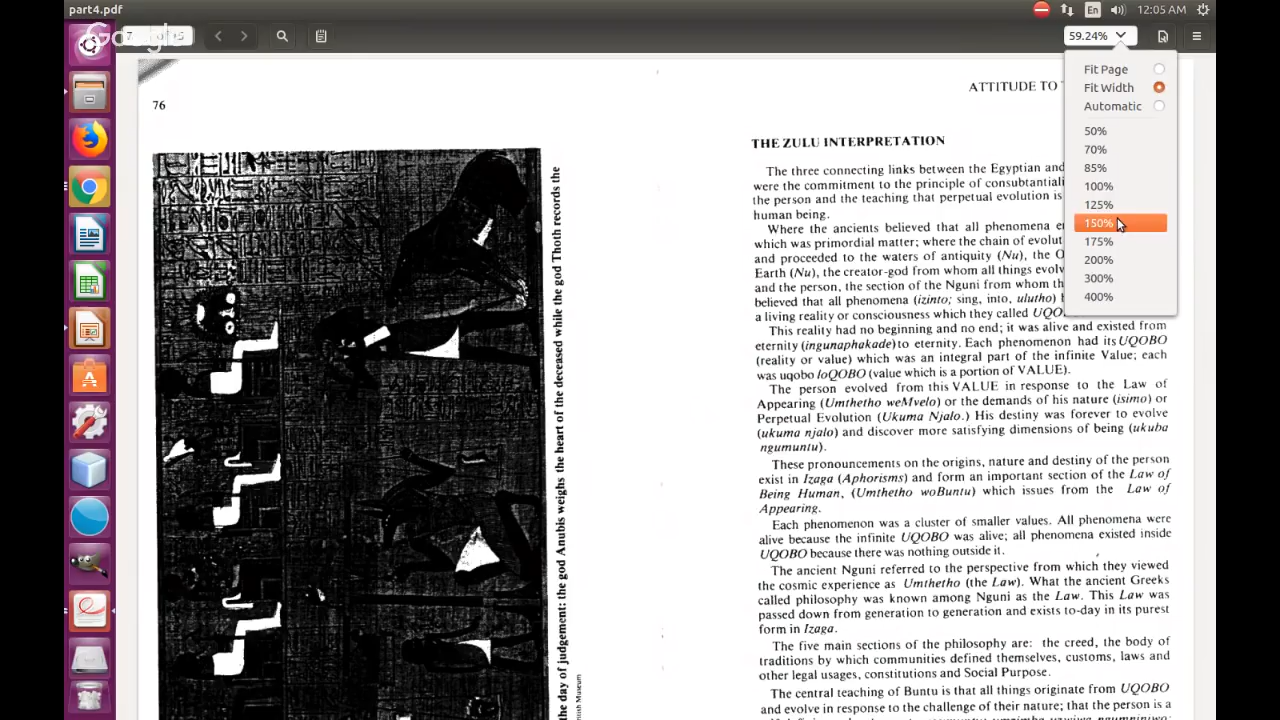 part4.pdf
En
12:05 AM
Google
59.24%
Fit Page
Fit Width
Automatic
50%
70%
85%
100%
125%
150%
175%
200%
300%
400%
76
the day of judgement: the god Anubis weighs the heart of the deceased while the god Thoth records the
Museum
ATTITUDE TO
THE ZULU INTERPRETATION
The three connecting links between the Egyptian and
were the commitment to the principle of
the person and the teaching that perpetual evolution is
human being.
Where the ancients believed that all phenomena
which was primordial matter; where the chain of
and proceeded to the waters of antiquity (Nu), the
Earth (Nu), the creator-god from whom all things
and the person, the section of the Nguni from whom
believed that all phenomena (izinto; sing, into, ulutho)
a living reality or consciousness which they called
This reality had no beginning and no end; it was alive and existed from
eternity (ingunaphakade) to eternity. Each phenomenon had its UQOBO
(reality or value) which was an integral part of the infinite Value; each
was uqobo loQOBO (value which is a portion of VALUE).
The person evolved from this VALUE in response to the Law of
Appearing (Umthetho weMvelo) or the demands of his nature (isimo) or
Perpetual Evolution (Ukuma Njalo.) His destiny was forever to evolve
(ukuma njalo) and discover more satisfying dimensions of being (ukuba
ngumuntu).
These pronouncements on the origins, nature and destiny of the person
exist in Izaga (Aphorisms) and form an important section of the Law of
Being Human, (Umthetho woBuntu) which issues from the Law of
Appearing.
Each phenomenon was a cluster of smaller values. All phenomena were
alive because the infinite UQOBO was alive; all phenomena existed inside
UQOBO because there was nothing outside it.
The ancient Nguni referred to the perspective from which they viewed
the cosmic experience as Umthetho (the Law). What the ancient Greeks
called philosophy was known among Nguni as the Law. This Law was
passed down from generation to generation and exists to-day in its purest
form in Izaga.
The five main sections of the philosophy are: the creed, the body of
traditions by which communities defined themselves, customs, laws and
other legal usages, constitutions and Social Purpose.
The central teaching of Buntu is that all things originate from UQOBO
and evolve in response to the challenge of their nature; that the person is a